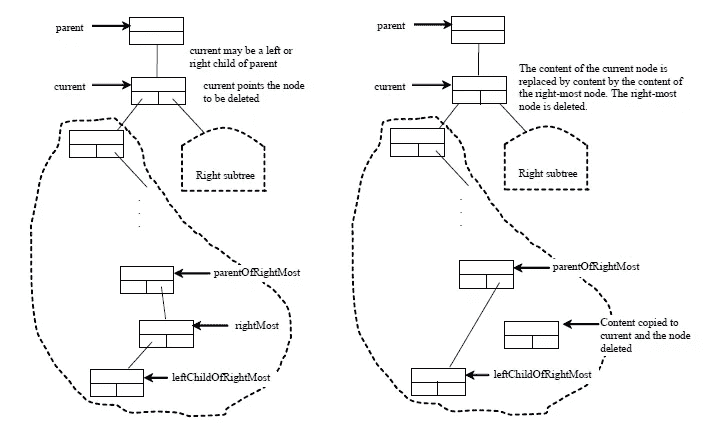 parent
current may be a left or
right child of parent
current
current points the node
to be deleted
Right subtree
.
.
.
parentOfRightMost
rightMost
leftChildOfRightMost
parent
The content of the current node is
replaced by content by the content of
the right-most node. The right-most
node is deleted.
current
Right subtree
.
.
.
parentOfRightMost
Content copied to
current and the node
deleted
leftChildOfRightMost